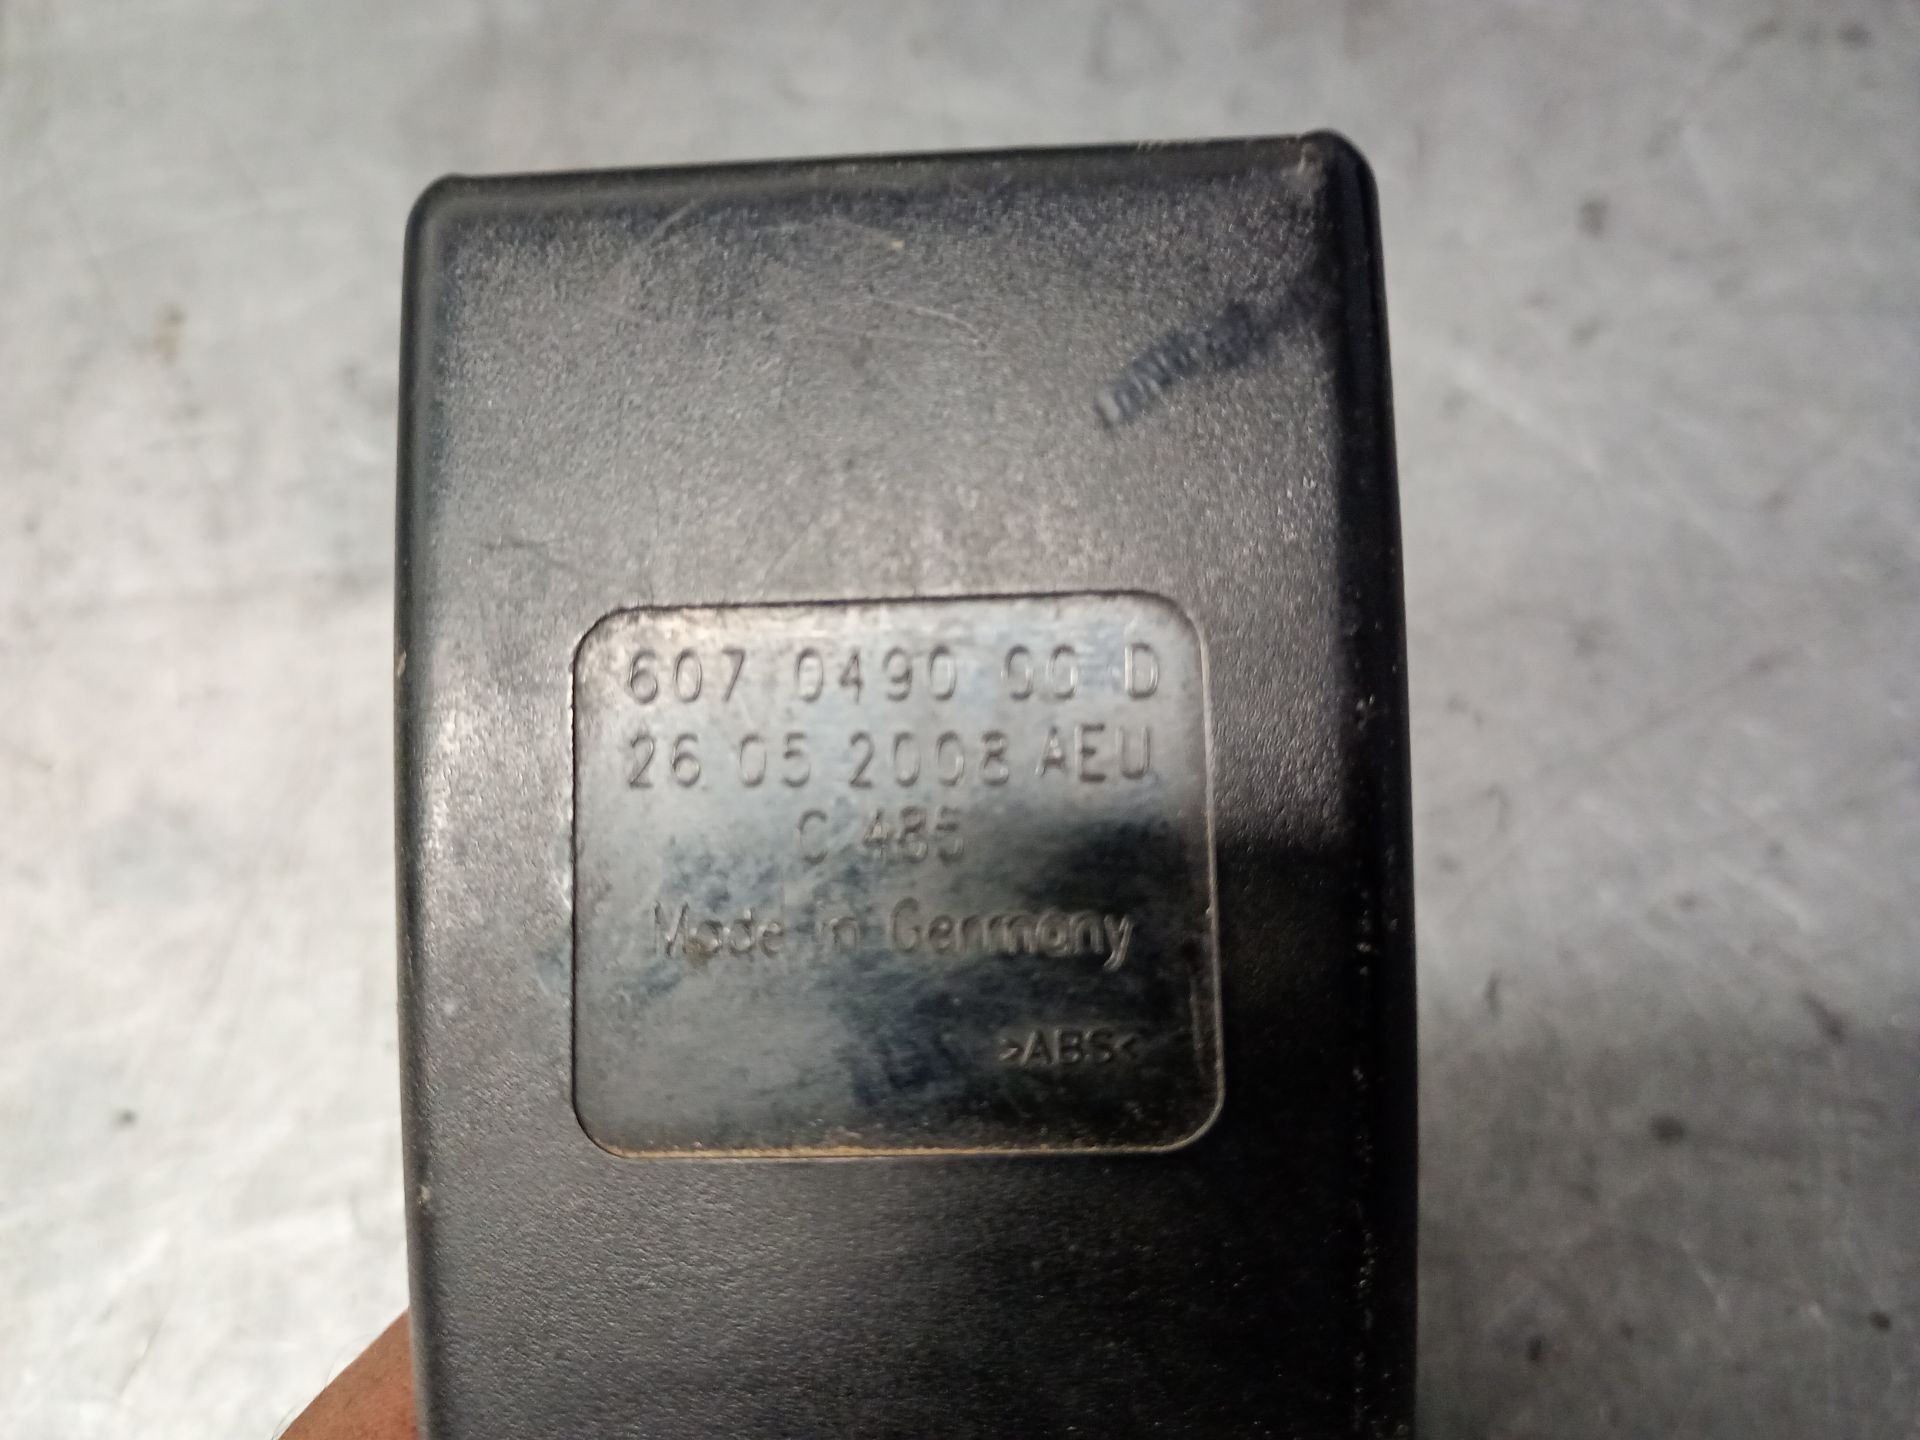 607 0490 00 D
26 05 2008 AEU
C 485
Made in Germany
>ABS<